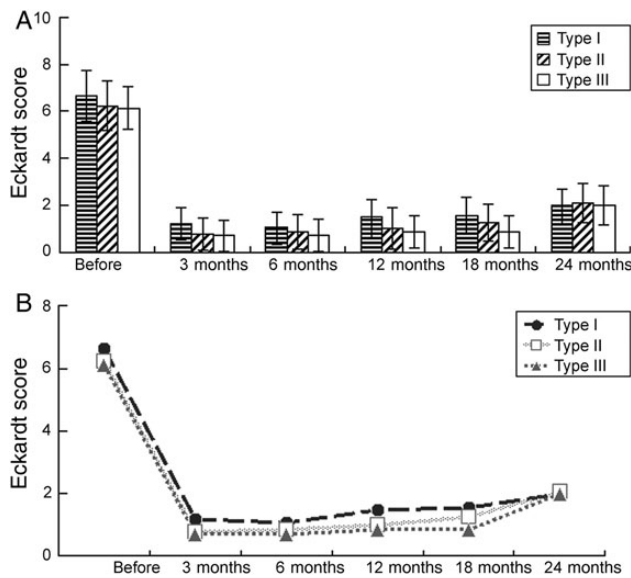 A
10
8
6
4
2
0
Eckardt score
Type I
Type II
Type III
Before 3 months 6 months 12 months 18 months 24 months
B
8
6
4
2
0
Eckardt score
Type I
Type II
Type III
Before 3 months 6 months 12 months 18 months 24 months